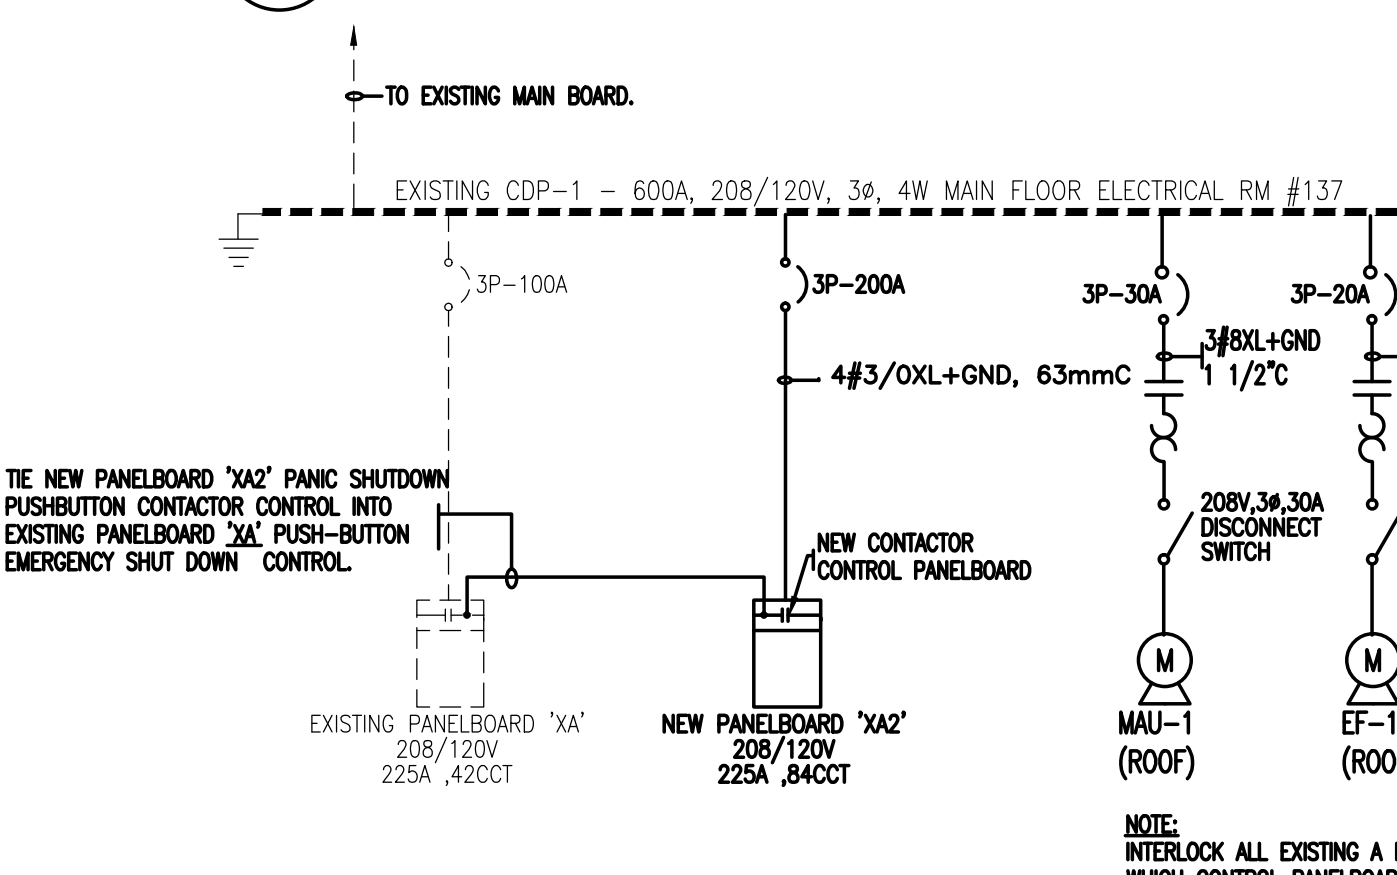 TO EXISTING MAIN BOARD.
EXISTING CDP-1 - 600A, 208/120V, 3ø, 4W MAIN FLOOR ELECTRICAL RM #137
3P-100A
3P-200A
3P-30A
3P-20A
3#8XL+GND
1 1/2"C
4#3/0XL+GND, 63mmC
TIE NEW PANELBOARD 'XA2' PANIC SHUTDOWN
PUSHBUTTON CONTACTOR CONTROL INTO
EXISTING PANELBOARD 'XA' PUSH-BUTTON
EMERGENCY SHUT DOWN CONTROL.
208V,3ø,30A
DISCONNECT
SWITCH
NEW CONTACTOR
CONTROL PANELBOARD
M
M
EXISTING PANELBOARD 'XA'
208/120V
225A ,42CCT
NEW PANELBOARD 'XA2'
208/120V
225A ,84CCT
MAU-1
(ROOF)
EF-1
(ROO
NOTE:
INTERLOCK ALL EXISTING A
WHICH CONTROL